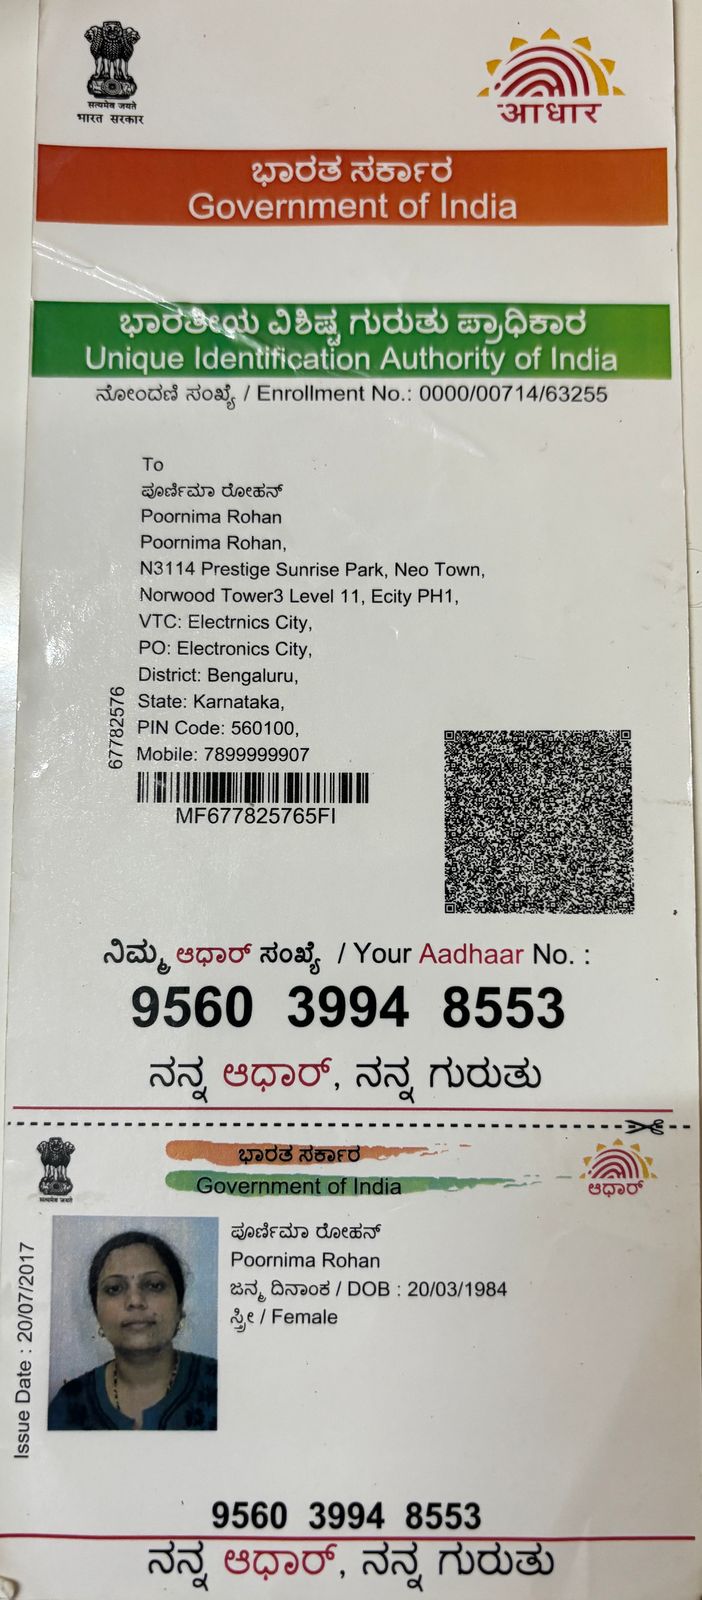 सत्यमेव जयते
भारत सरकार
आधार
ಭಾರತ ಸರ್ಕಾರ
Government of India
ಭಾರತೀಯ ವಿಶಿಷ್ಟ ಗುರುತು ಪ್ರಾಧಿಕಾರ
Unique Identification Authority of India
ನೋಂದಣಿ ಸಂಖ್ಯೆ / Enrollment No.: 0000/00714/63255
To
ಪೂರ್ಣಿಮಾ ರೋಹನ್
Poornima Rohan
Poornima Rohan,
N3114 Prestige Sunrise Park, Neo Town,
Norwood Tower3 Level 11, Ecity PH1,
VTC: Electrnics City,
PO: Electronics City,
District: Bengaluru,
State: Karnataka,
PIN Code: 560100,
Mobile: 7899999907
67782576
MF677825765FI
ನಿಮ್ಮ ಆಧಾರ್ ಸಂಖ್ಯೆ / Your Aadhaar No. :
9560 3994 8553
ನನ್ನ ಆಧಾರ್, ನನ್ನ ಗುರುತು
ಭಾರತ ಸರ್ಕಾರ
Government of India
सत्यमेव जयते
ಆಧಾರ್
Issue Date : 20/07/2017
ಪೂರ್ಣಿಮಾ ರೋಹನ್
Poornima Rohan
ಜನ್ಮ ದಿನಾಂಕ / DOB : 20/03/1984
ಸ್ತ್ರೀ / Female
9560 3994 8553
ನನ್ನ ಆಧಾರ್, ನನ್ನ ಗುರುತು